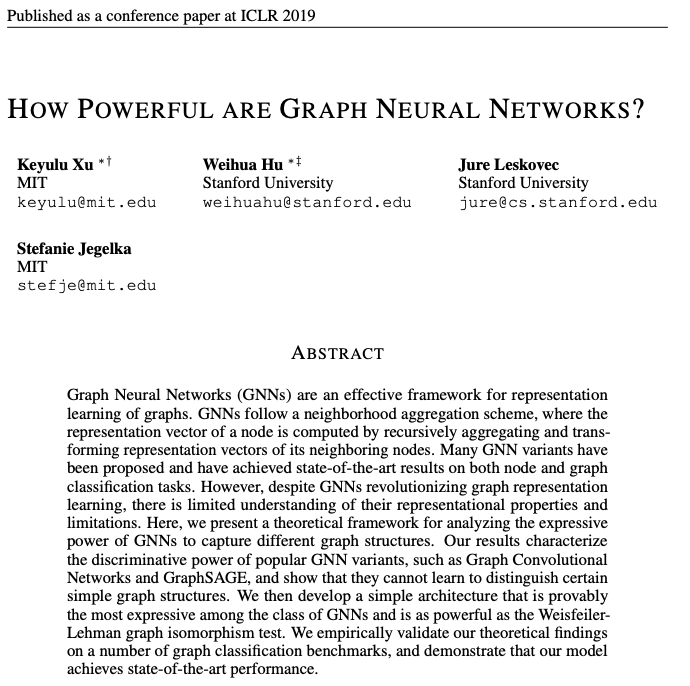 Published as a conference paper at ICLR 2019
HOW POWERFUL ARE GRAPH NEURAL NETWORKS?
Keyulu Xu *†
MIT
keyulu@mit.edu
Weihua Hu *‡
Stanford University
weihuahu@stanford.edu
Jure Leskovec
Stanford University
jure@cs.stanford.edu
Stefanie Jegelka
MIT
stefje@mit.edu
ABSTRACT
Graph Neural Networks (GNNs) are an effective framework for representation
learning of graphs. GNNs follow a neighborhood aggregation scheme, where the
representation vector of a node is computed by recursively aggregating and trans-
forming representation vectors of its neighboring nodes. Many GNN variants have
been proposed and have achieved state-of-the-art results on both node and graph
classification tasks. However, despite GNNs revolutionizing graph representation
learning, there is limited understanding of their representational properties and
limitations. Here, we present a theoretical framework for analyzing the expressive
power of GNNs to capture different graph structures. Our results characterize
the discriminative power of popular GNN variants, such as Graph Convolutional
Networks and GraphSAGE, and show that they cannot learn to distinguish certain
simple graph structures. We then develop a simple architecture that is provably
the most expressive among the class of GNNs and is as powerful as the Weisfeiler-
Lehman graph isomorphism test. We empirically validate our theoretical findings
on a number of graph classification benchmarks, and demonstrate that our model
achieves state-of-the-art performance.